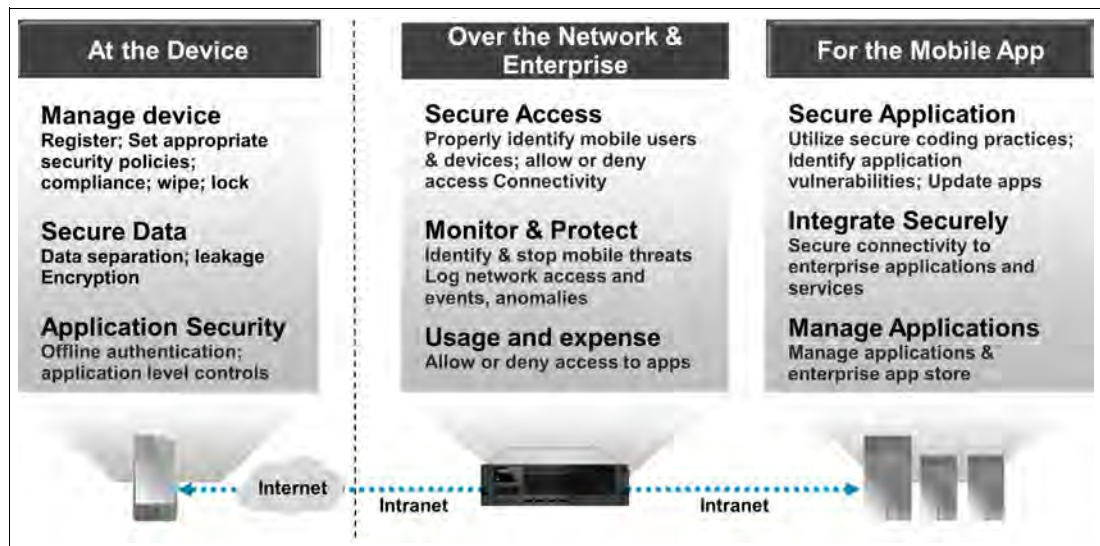 At the Device
Manage device
Register; Set appropriate
security policies;
compliance; wipe; lock
Secure Data
Data separation; leakage
Encryption
Application Security
Offline authentication;
application level controls
Over the Network &
Enterprise
Secure Access
Properly identify mobile users
& devices; allow or deny
access Connectivity
Monitor & Protect
Identify & stop mobile threats
Log network access and
events, anomalies
Usage and expense
Allow or deny access to apps
For the Mobile App
Secure Application
Utilize secure coding practices;
Identify application
vulnerabilities; Update apps
Integrate Securely
Secure connectivity to
enterprise applications and
services
Manage Applications
Manage applications &
enterprise app store
Internet
Intranet
Intranet